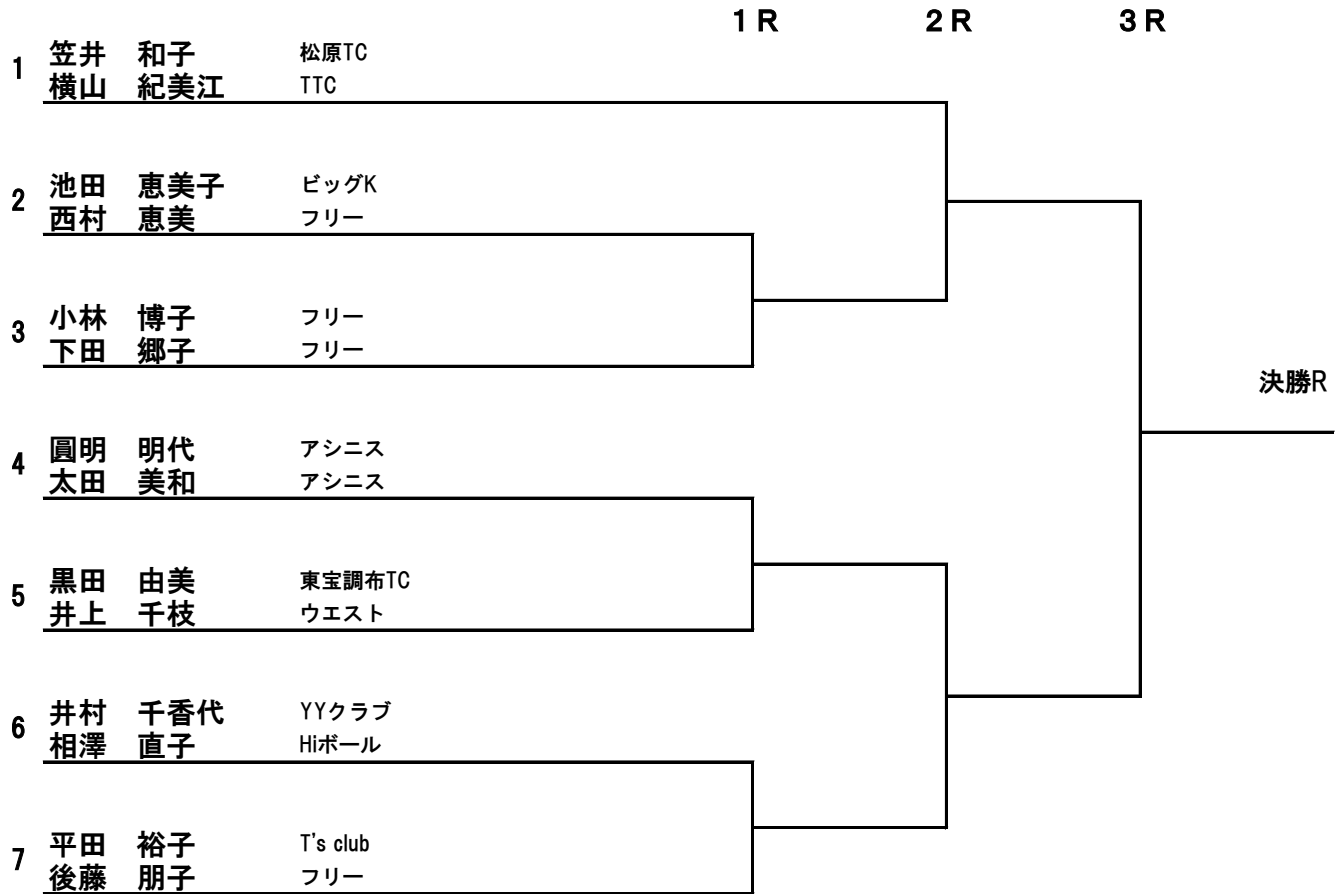 1R 2R 3R
1 笠井 和子 松原TC
横山 紀美江 TTC
2 池田 恵美子 ビッグK
西村 恵美 フリー
3 小林 博子 フリー
下田 郷子 フリー
決勝R
4 圓明 明代 アシニス
太田 美和 アシニス
5 黒田 由美 東宝調布TC
井上 千枝 ウエスト
6 井村 千香代 YYクラブ
相澤 直子 Hiボール
7 平田 裕子 T's club
後藤 朋子 フリー